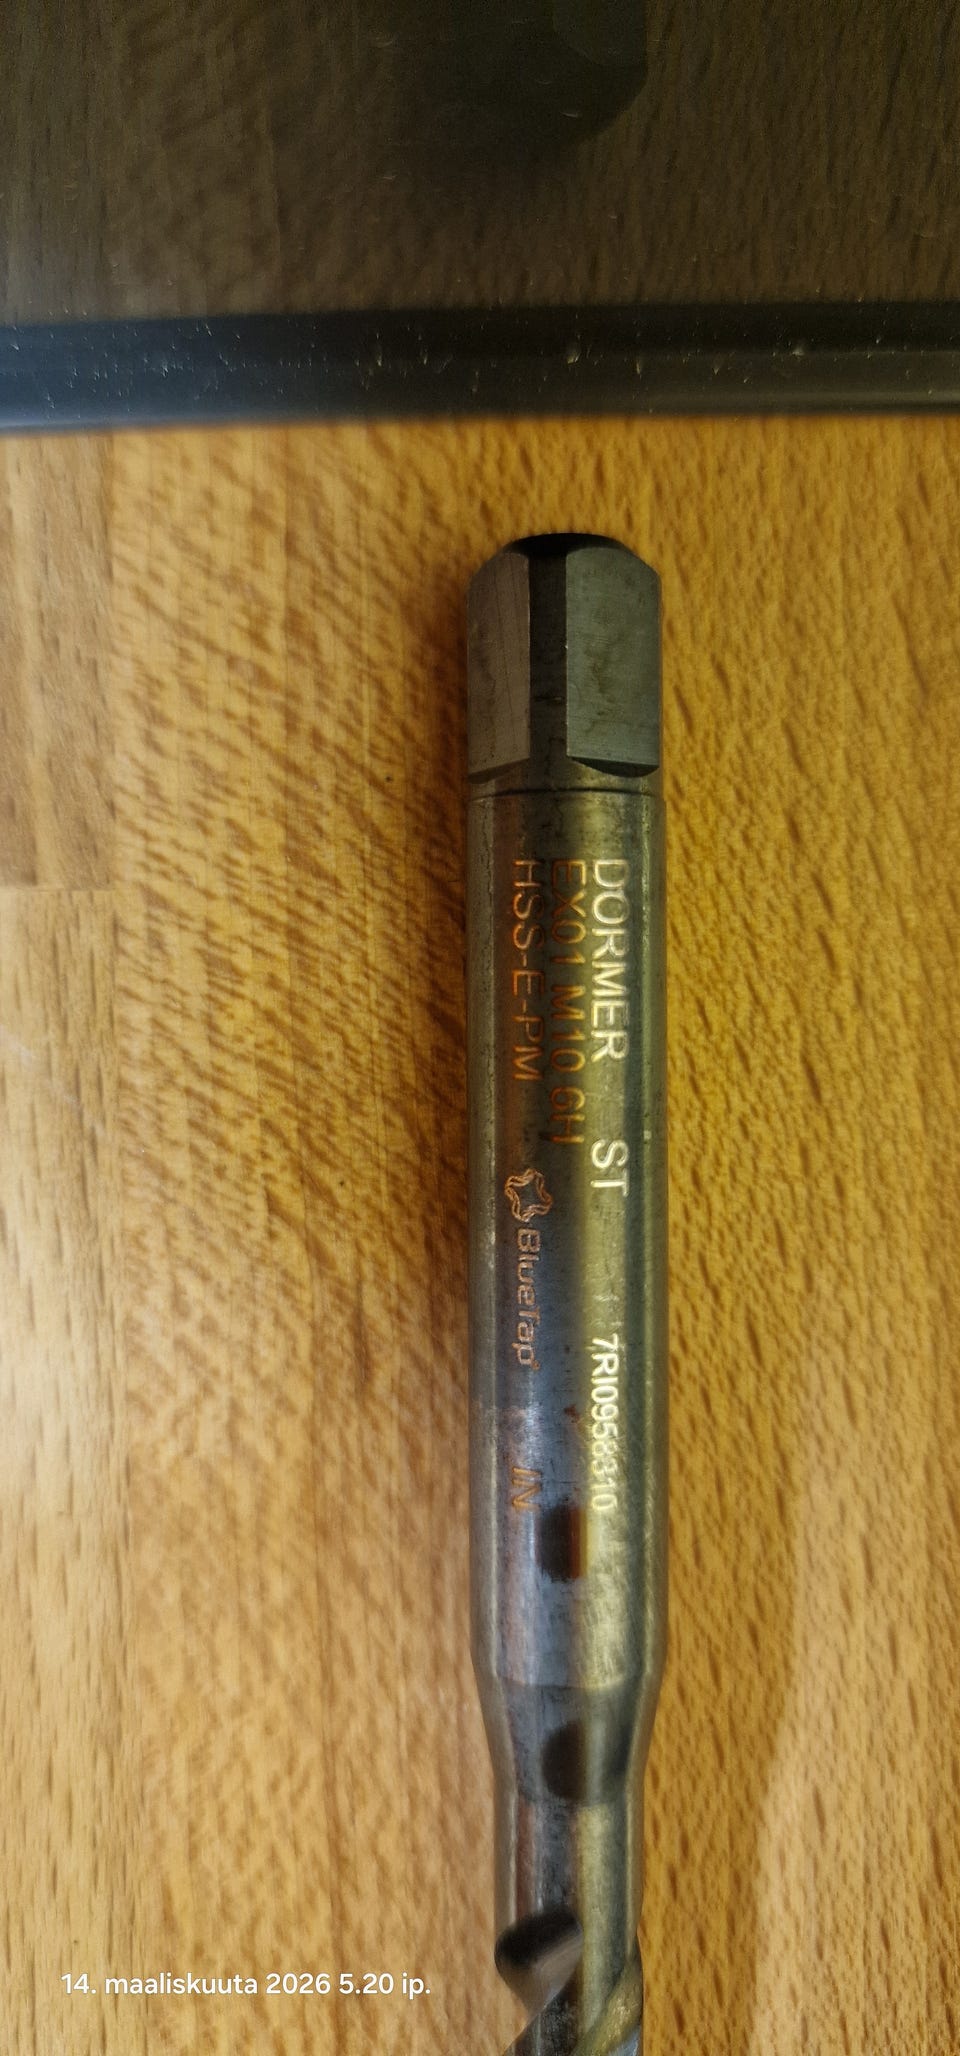 DORMER ST 7RI0958310
EX01 M10 6H
HSS-E-PM BlueTap® IN
14. maaliskuuta 2026 5.20 ip.